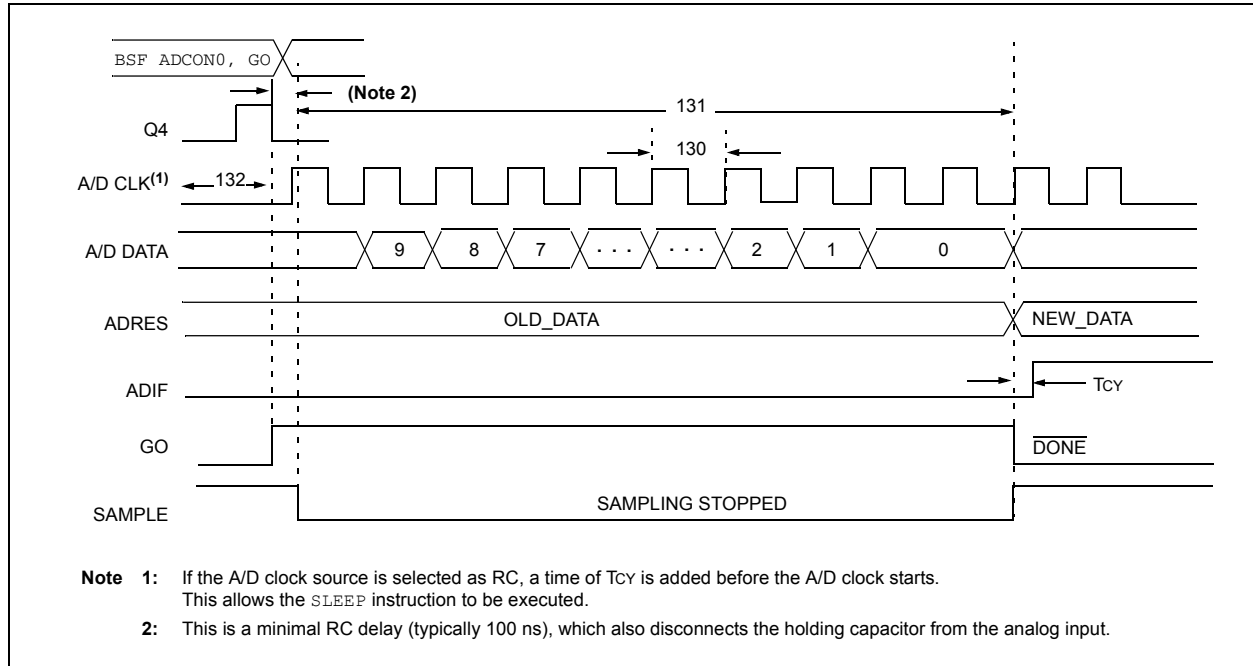 BSF ADCON0, GO
(Note 2)
131
Q4
130
A/D CLK(1)
132
A/D DATA
9 8 7 . . . . . . 2 1 0
ADRES
OLD_DATA
NEW_DATA
ADIF
TCY
GO
DONE
SAMPLE
SAMPLING STOPPED
Note 1: If the A/D clock source is selected as RC, a time of TCY is added before the A/D clock starts.
This allows the SLEEP instruction to be executed.
2: This is a minimal RC delay (typically 100 ns), which also disconnects the holding capacitor from the analog input.